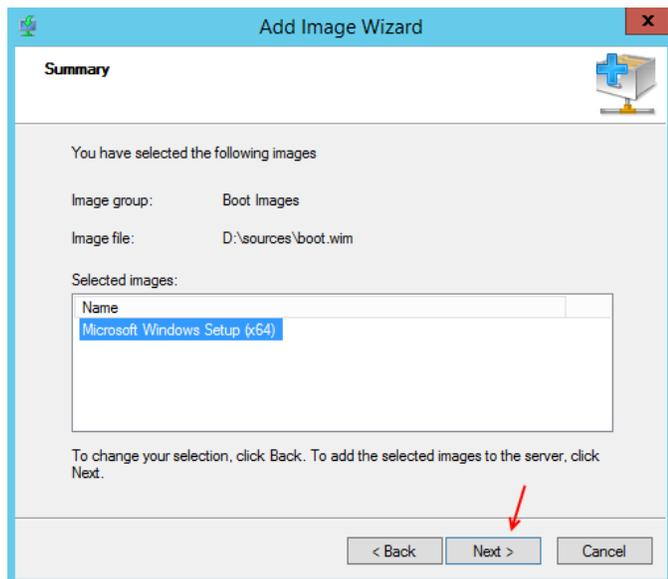 Add Image Wizard
x
Summary
You have selected the following images
Image group: Boot Images
Image file: D:\sources\boot.wim
Selected images:
Name
Microsoft Windows Setup (x64)
To change your selection, click Back. To add the selected images to the server, click
Next.
< Back Next > Cancel